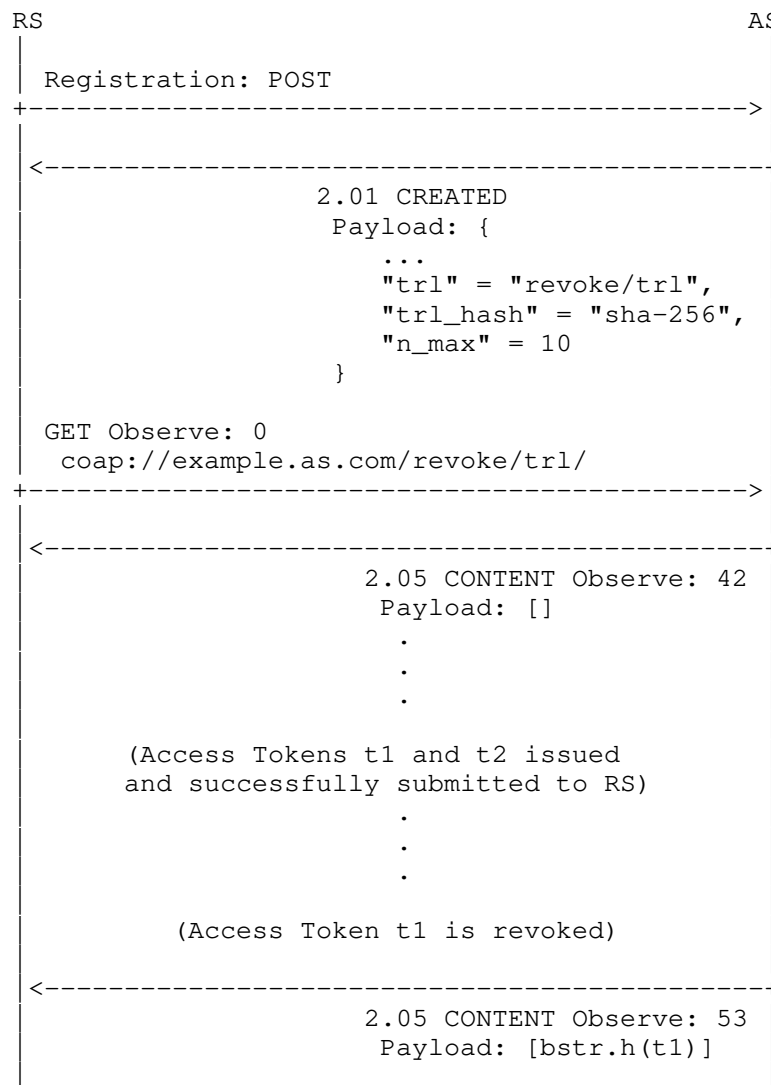 RS AS
Registration: POST
+--------------------------------------------->
<----------------------------------------------
2.01 CREATED
Payload: {
...
"trl" = "revoke/trl",
"trl_hash" = "sha-256",
"n_max" = 10
}
GET Observe: 0
coap://example.as.com/revoke/trl/
+--------------------------------------------->
<----------------------------------------------
2.05 CONTENT Observe: 42
Payload: []
.
.
.
(Access Tokens t1 and t2 issued
and successfully submitted to RS)
.
.
.
(Access Token t1 is revoked)
<----------------------------------------------
2.05 CONTENT Observe: 53
Payload: [bstr.h(t1)]